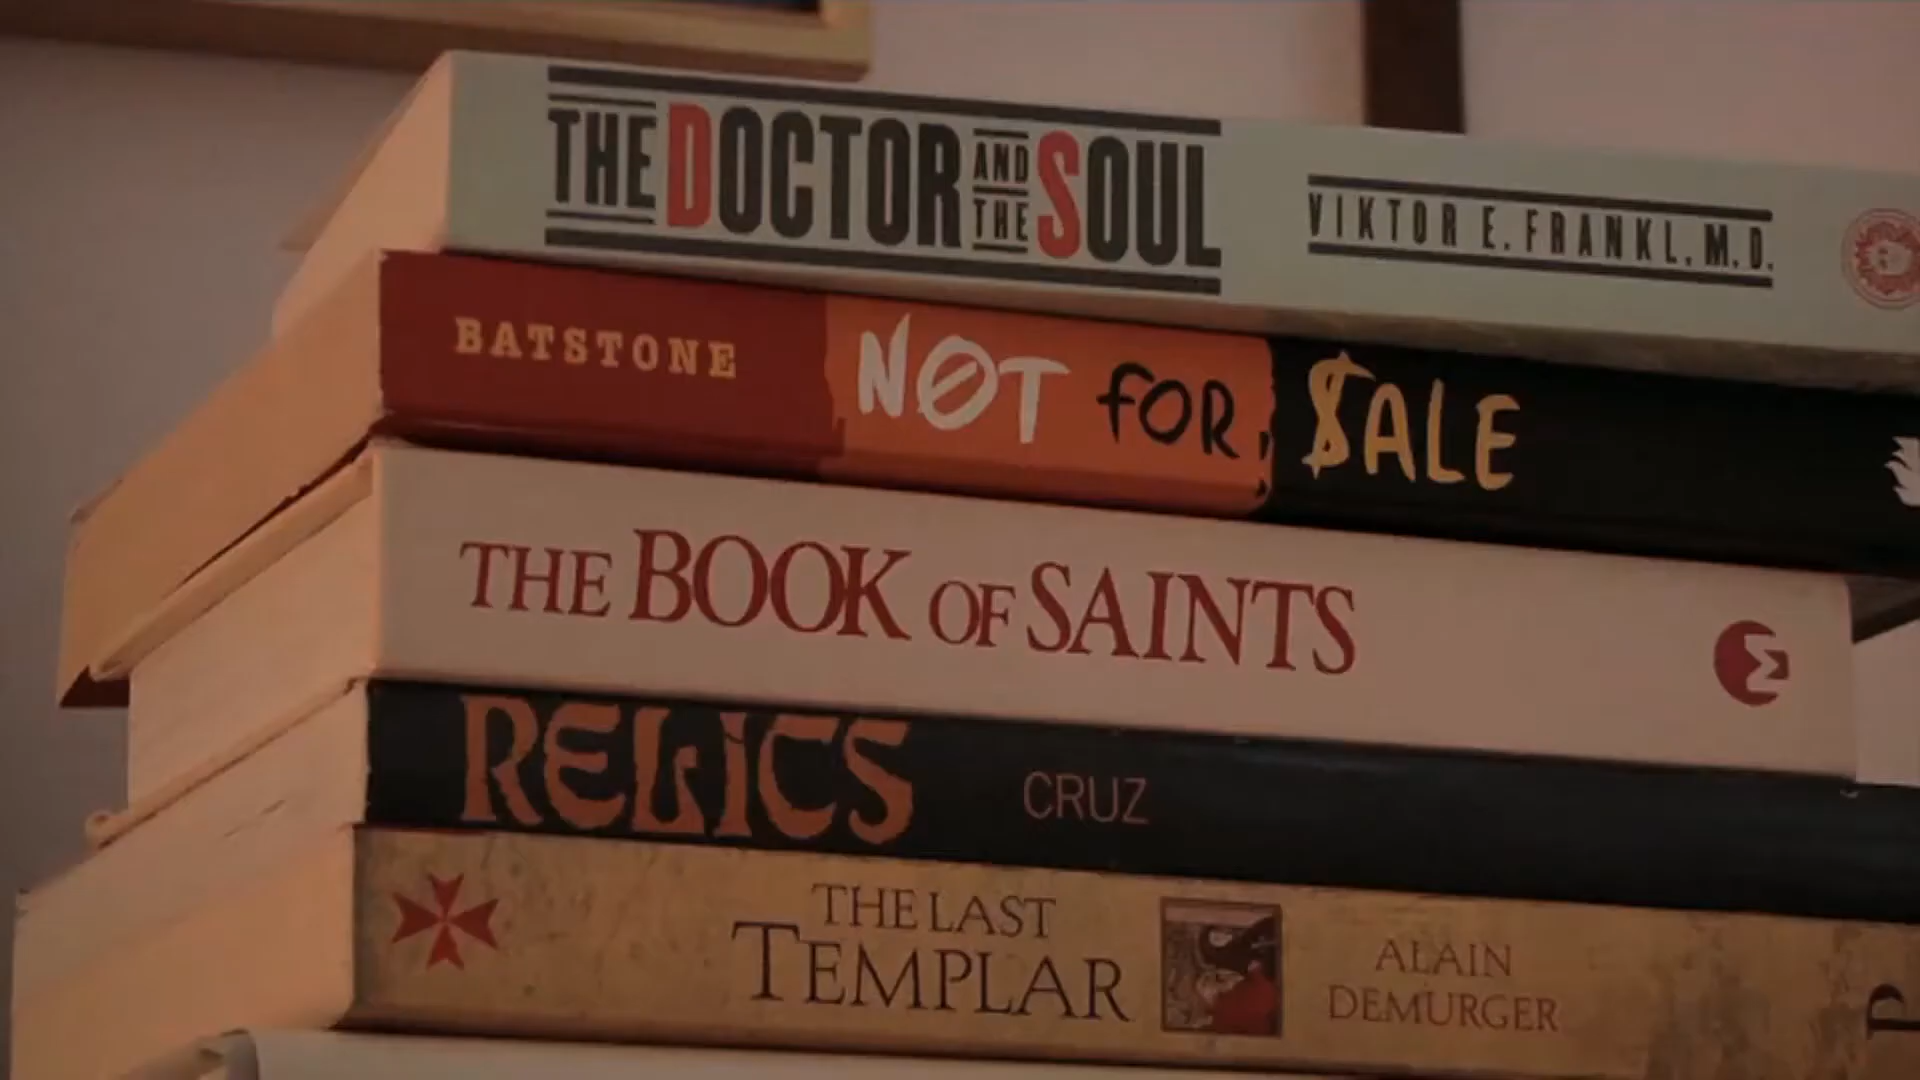 THE DOCTOR AND THE SOUL VIKTOR E. FRANKL, M.D.
BATSTONE NOT FOR $ALE
THE BOOK OF SAINTS
RELICS CRUZ
THE LAST
TEMPLAR
ALAIN
DEMURGER
P